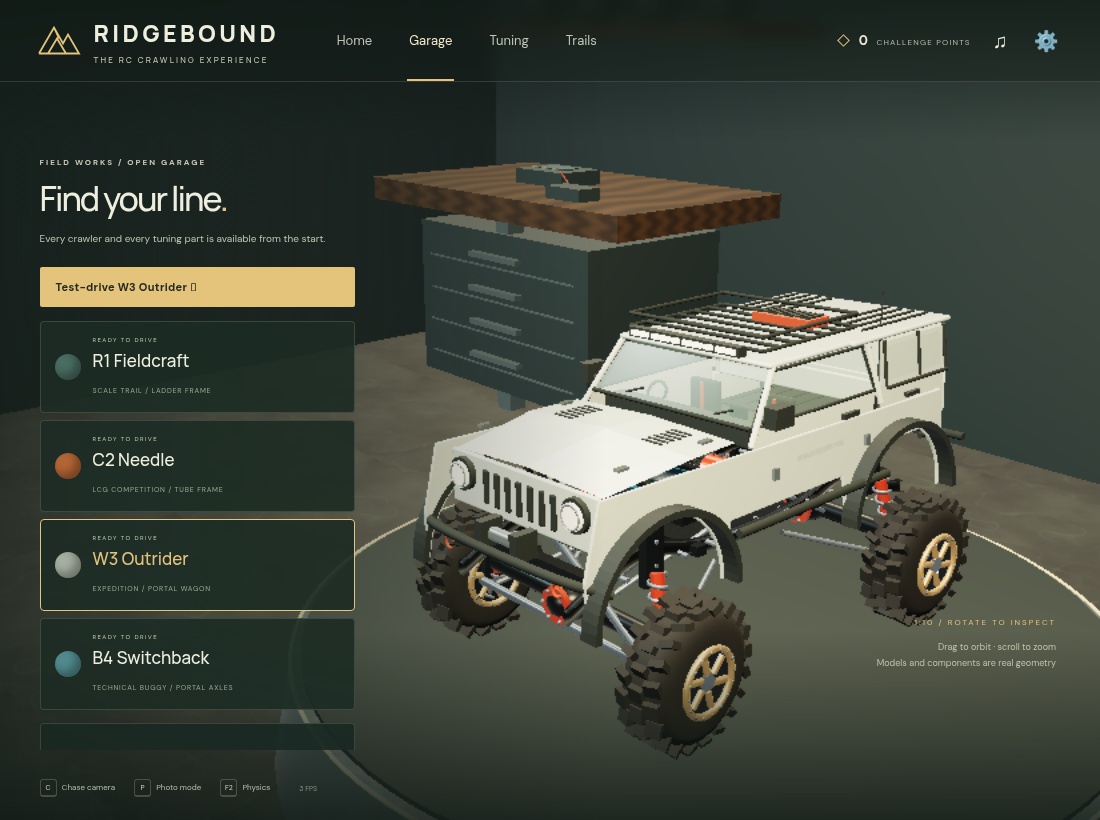 RIDGEBOUND
THE RC CRAWLING EXPERIENCE
Home
Garage
Tuning
Trails
0 CHALLENGE POINTS
FIELD WORKS / OPEN GARAGE
Find your line.
Every crawler and every tuning part is available from the start.
Test-drive W3 Outrider
READY TO DRIVE
R1 Fieldcraft
SCALE TRAIL / LADDER FRAME
READY TO DRIVE
C2 Needle
LCG COMPETITION / TUBE FRAME
READY TO DRIVE
W3 Outrider
EXPEDITION / PORTAL WAGON
READY TO DRIVE
B4 Switchback
TECHNICAL BUGGY / PORTAL AXLES
1:10 / ROTATE TO INSPECT
Drag to orbit · scroll to zoom
Models and components are real geometry
C Chase camera
P Photo mode
F2 Physics
3 FPS